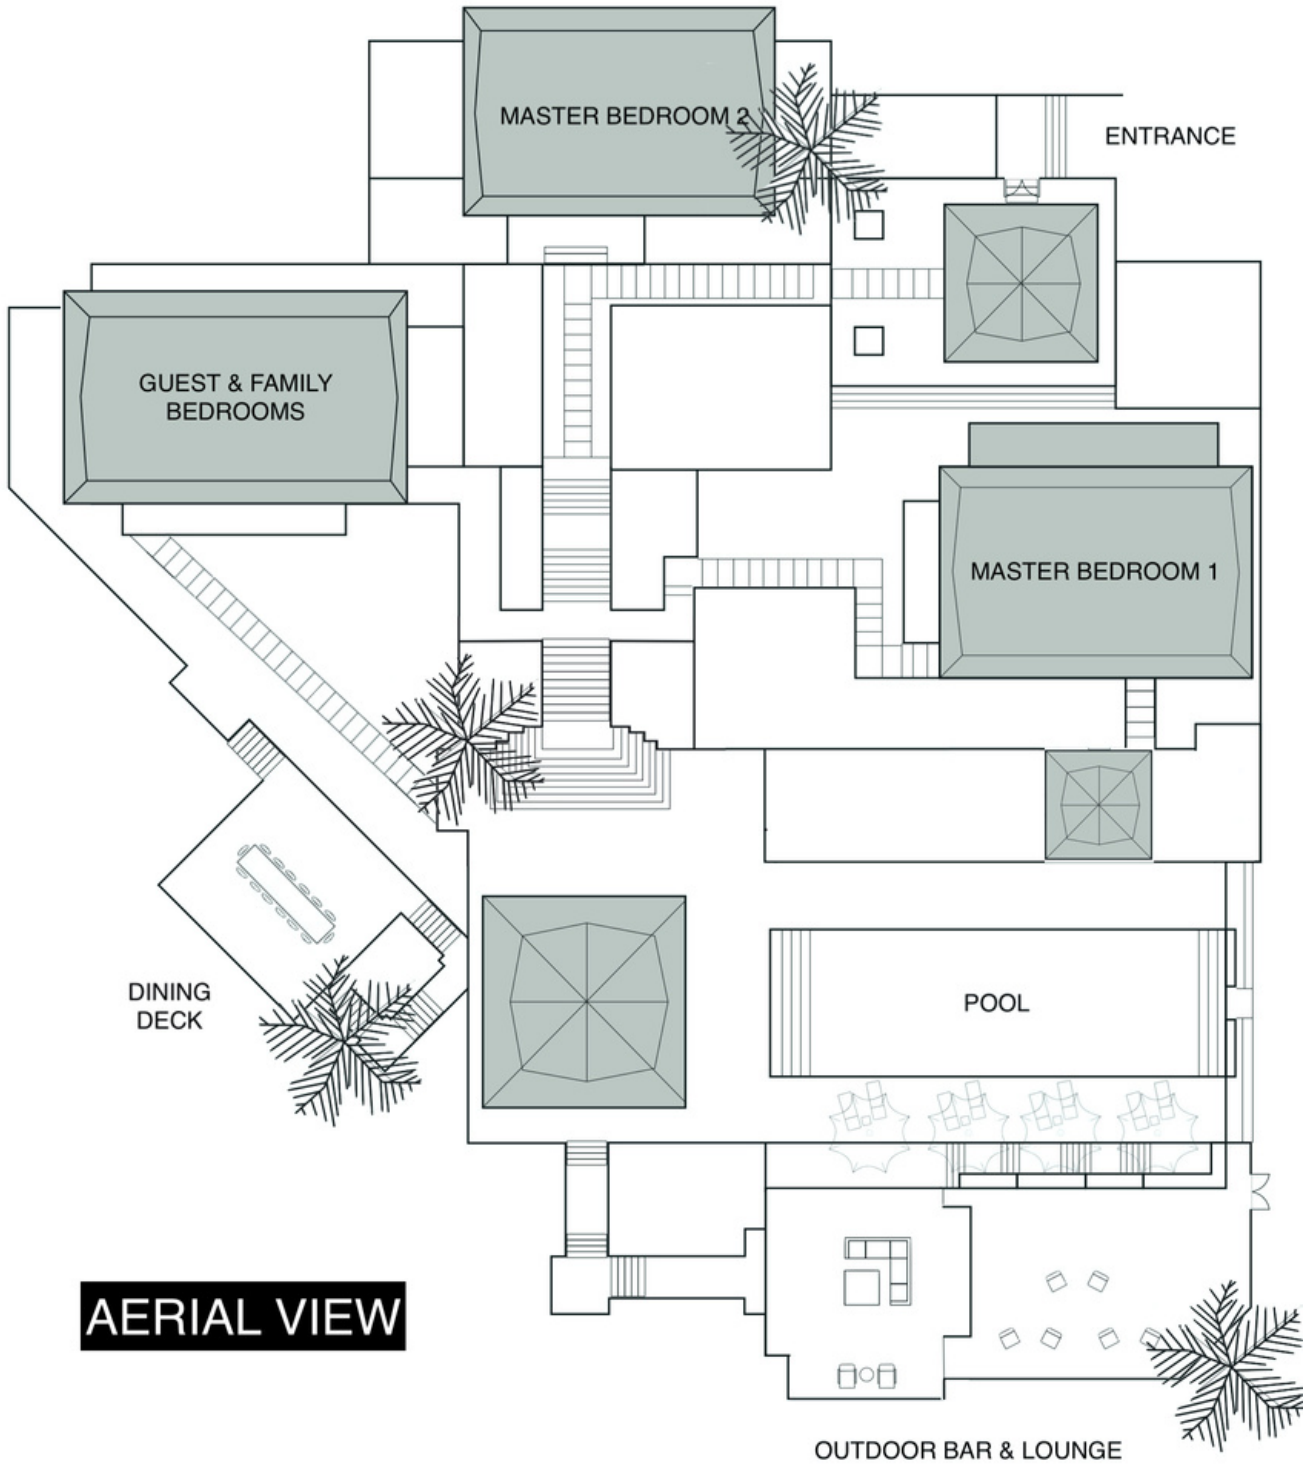 MASTER BEDROOM 2
ENTRANCE
GUEST & FAMILY
BEDROOMS
MASTER BEDROOM 1
DINING
DECK
POOL
AERIAL VIEW
OUTDOOR BAR & LOUNGE